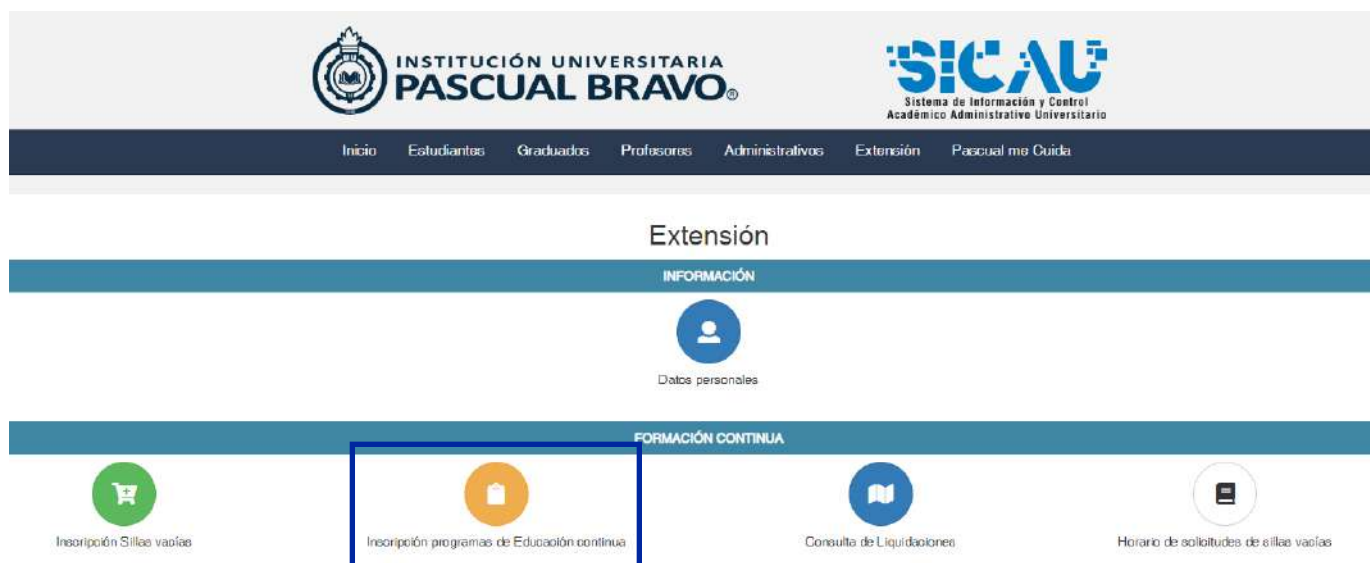 INSTITUCIÓN UNIVERSITARIA
PASCUAL BRAVO®
SICAU
Sistema de Información y Control
Académico Administrativo Universitario
Inicio Estudiantes Graduados Profesores Administrativos Extensión Pascual me Cuida
Extensión
INFORMACIÓN
Datos personales
FORMACIÓN CONTINUA
Inscripción Sillas vacías
Inscripción programas de Educación continua
Consulta de Liquidaciones
Horario de solicitudes de sillas vacías